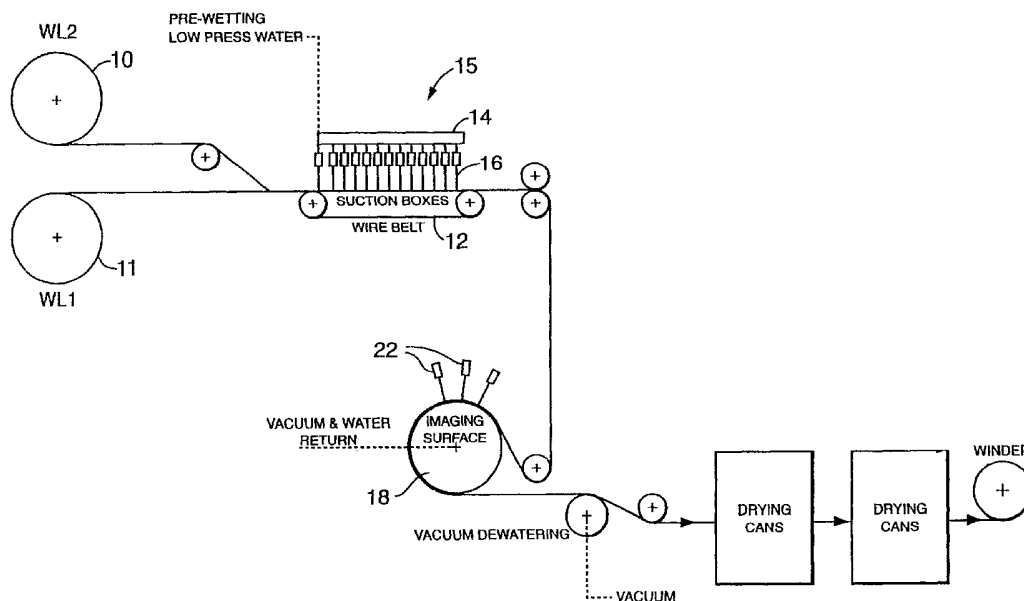 PRE-WETTING
LOW PRESS WATER
WL2
10
15
14
16
SUCTION BOXES
WIRE BELT
12
11
WL1
22
IMAGING
SURFACE
VACUUM & WATER
RETURN
18
VACUUM DEWATERING
VACUUM
DRYING
CANS
DRYING
CANS
WINDER